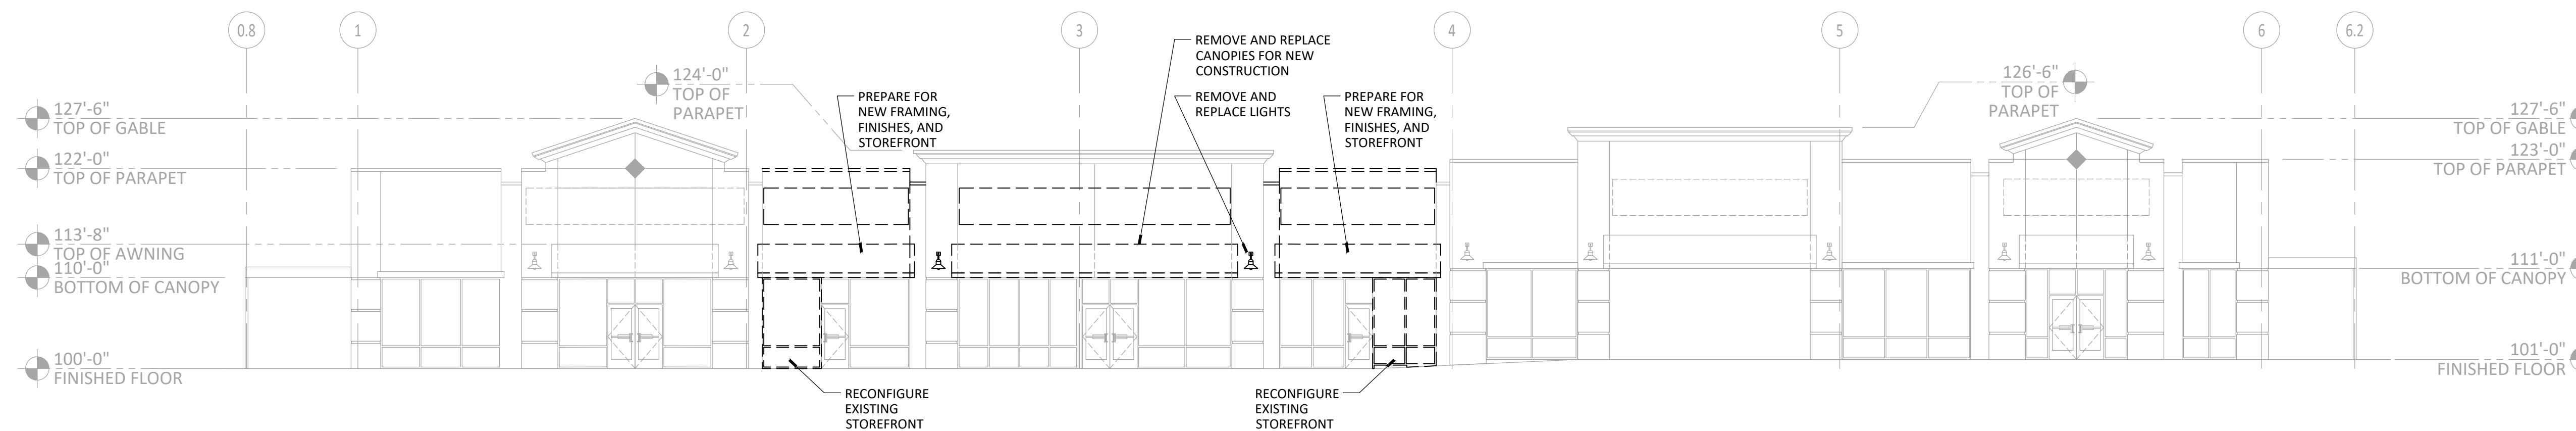 0.8
1
2
3
4
5
6
6.2
REMOVE AND REPLACE
CANOPIES FOR NEW
CONSTRUCTION
124'-0"
TOP OF
PARAPET
126'-6"
TOP OF
PARAPET
PREPARE FOR
NEW FRAMING,
FINISHES, AND
STOREFRONT
REMOVE AND
REPLACE LIGHTS
PREPARE FOR
NEW FRAMING,
FINISHES, AND
STOREFRONT
127'-6"
TOP OF GABLE
122'-0"
TOP OF PARAPET
113'-8"
TOP OF AWNING
110'-0"
BOTTOM OF CANOPY
100'-0"
FINISHED FLOOR
127'-6"
TOP OF GABLE
123'-0"
TOP OF PARAPET
111'-0"
BOTTOM OF CANOPY
101'-0"
FINISHED FLOOR
RECONFIGURE
EXISTING
STOREFRONT
RECONFIGURE
EXISTING
STOREFRONT